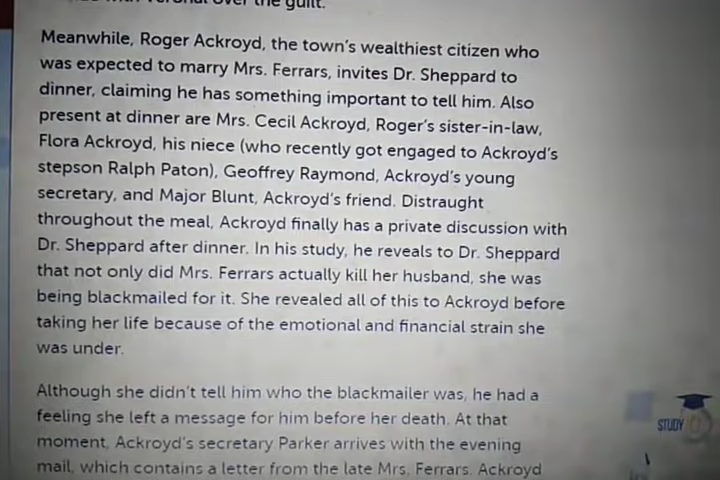 with Veronal over the guilt.
Meanwhile, Roger Ackroyd, the town's wealthiest citizen who
was expected to marry Mrs. Ferrars, invites Dr. Sheppard to
dinner, claiming he has something important to tell him. Also
present at dinner are Mrs. Cecil Ackroyd, Roger's sister-in-law,
Flora Ackroyd, his niece (who recently got engaged to Ackroyd's
stepson Ralph Paton), Geoffrey Raymond, Ackroyd's young
secretary, and Major Blunt, Ackroyd's friend. Distraught
throughout the meal, Ackroyd finally has a private discussion with
Dr. Sheppard after dinner. In his study, he reveals to Dr. Sheppard
that not only did Mrs. Ferrars actually kill her husband, she was
being blackmailed for it. She revealed all of this to Ackroyd before
taking her life because of the emotional and financial strain she
was under.
Although she didn't tell him who the blackmailer was, he had a
feeling she left a message for him before her death. At that
moment, Ackroyd's secretary Parker arrives with the evening
mail, which contains a letter from the late Mrs. Ferrars. Ackroyd
STUDY